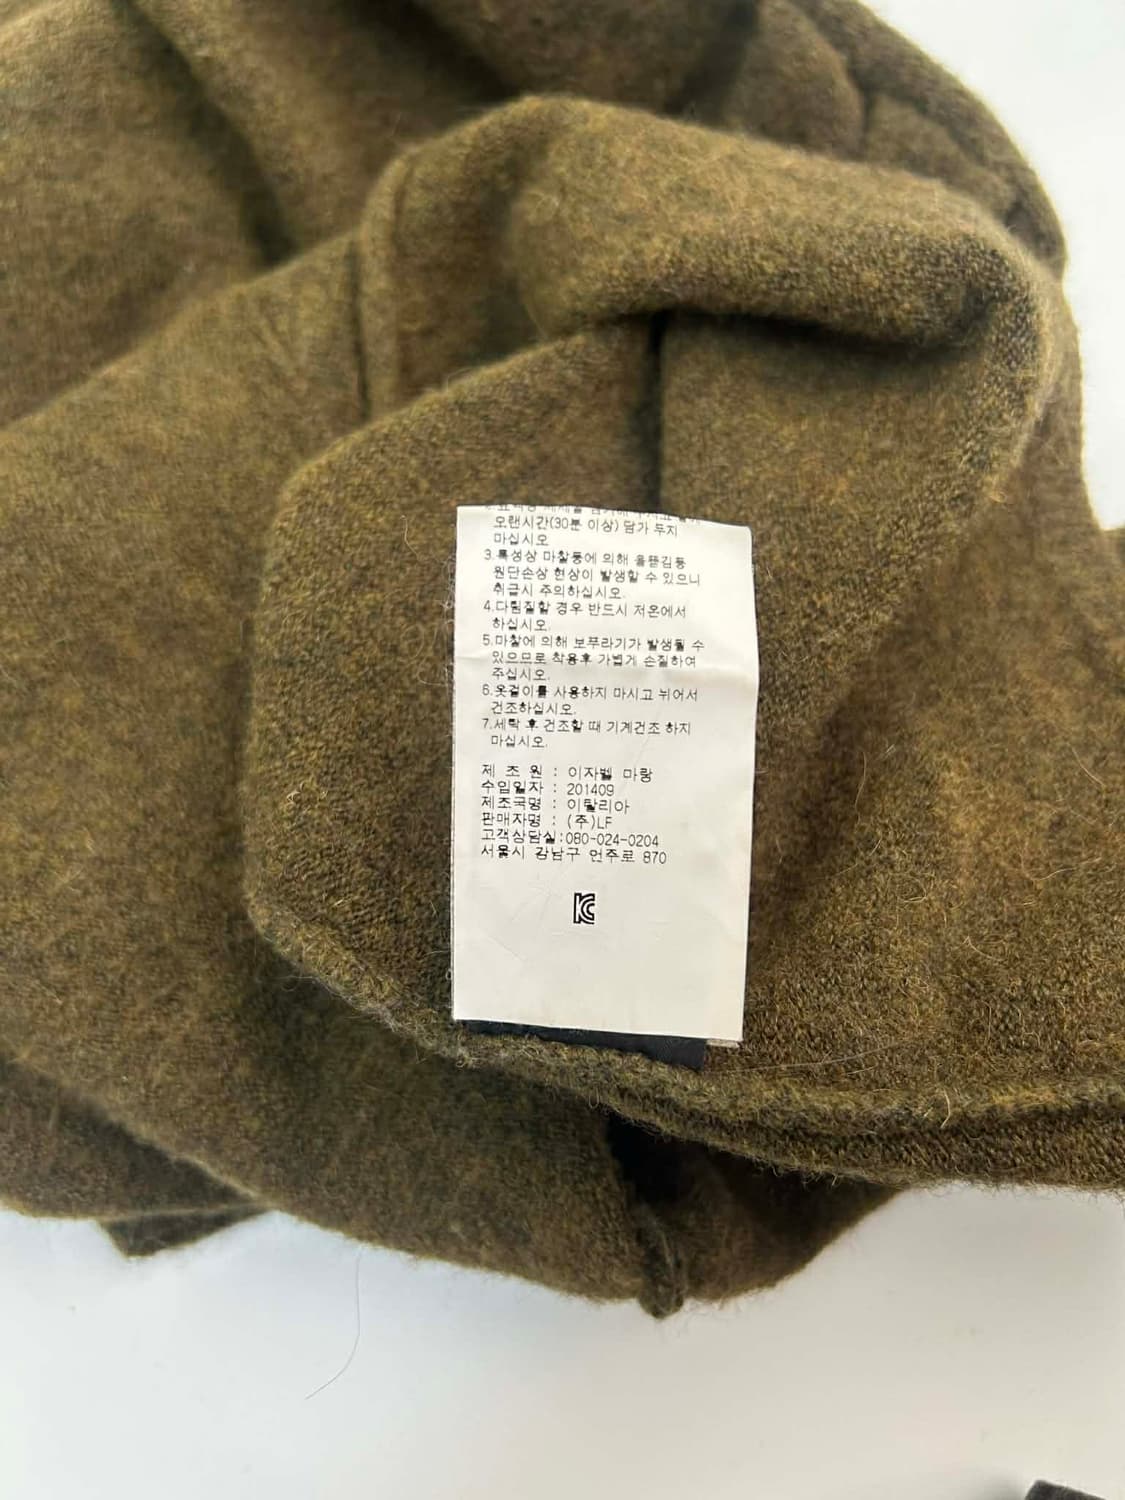 오랜시간(30분 이상) 담가 두지
마십시오
3.특성상 마찰등에 의해 올뜯김등
원단손상 현상이 발생할 수 있으니
취급시 주의하십시오.
4.다림질할 경우 반드시 저온에서
하십시오.
5.마찰에 의해 보푸라기가 발생될 수
있으므로 착용후 가볍게 손질하여
주십시오.
6.옷걸이를 사용하지 마시고 뉘어서
건조하십시오.
7.세탁 후 건조할 때 기계건조 하지
마십시오.
제 조 원 : 이자벨 마랑
수입일자 : 201409
제조국명 : 이탈리아
판매자명 : (주)LF
고객상담실:080-024-0204
서울시 강남구 언주로 870
KC